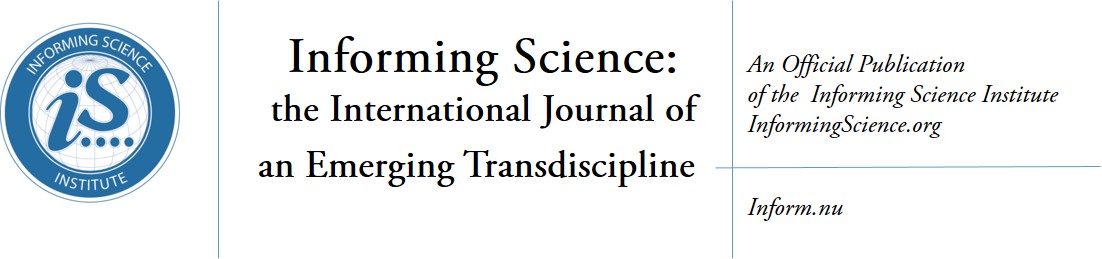 INFORMING SCIENCE
iS
INSTITUTE
Informing Science:
the International Journal of
an Emerging Transdiscipline
An Official Publication
of the Informing Science Institute
InformingScience.org
Inform.nu